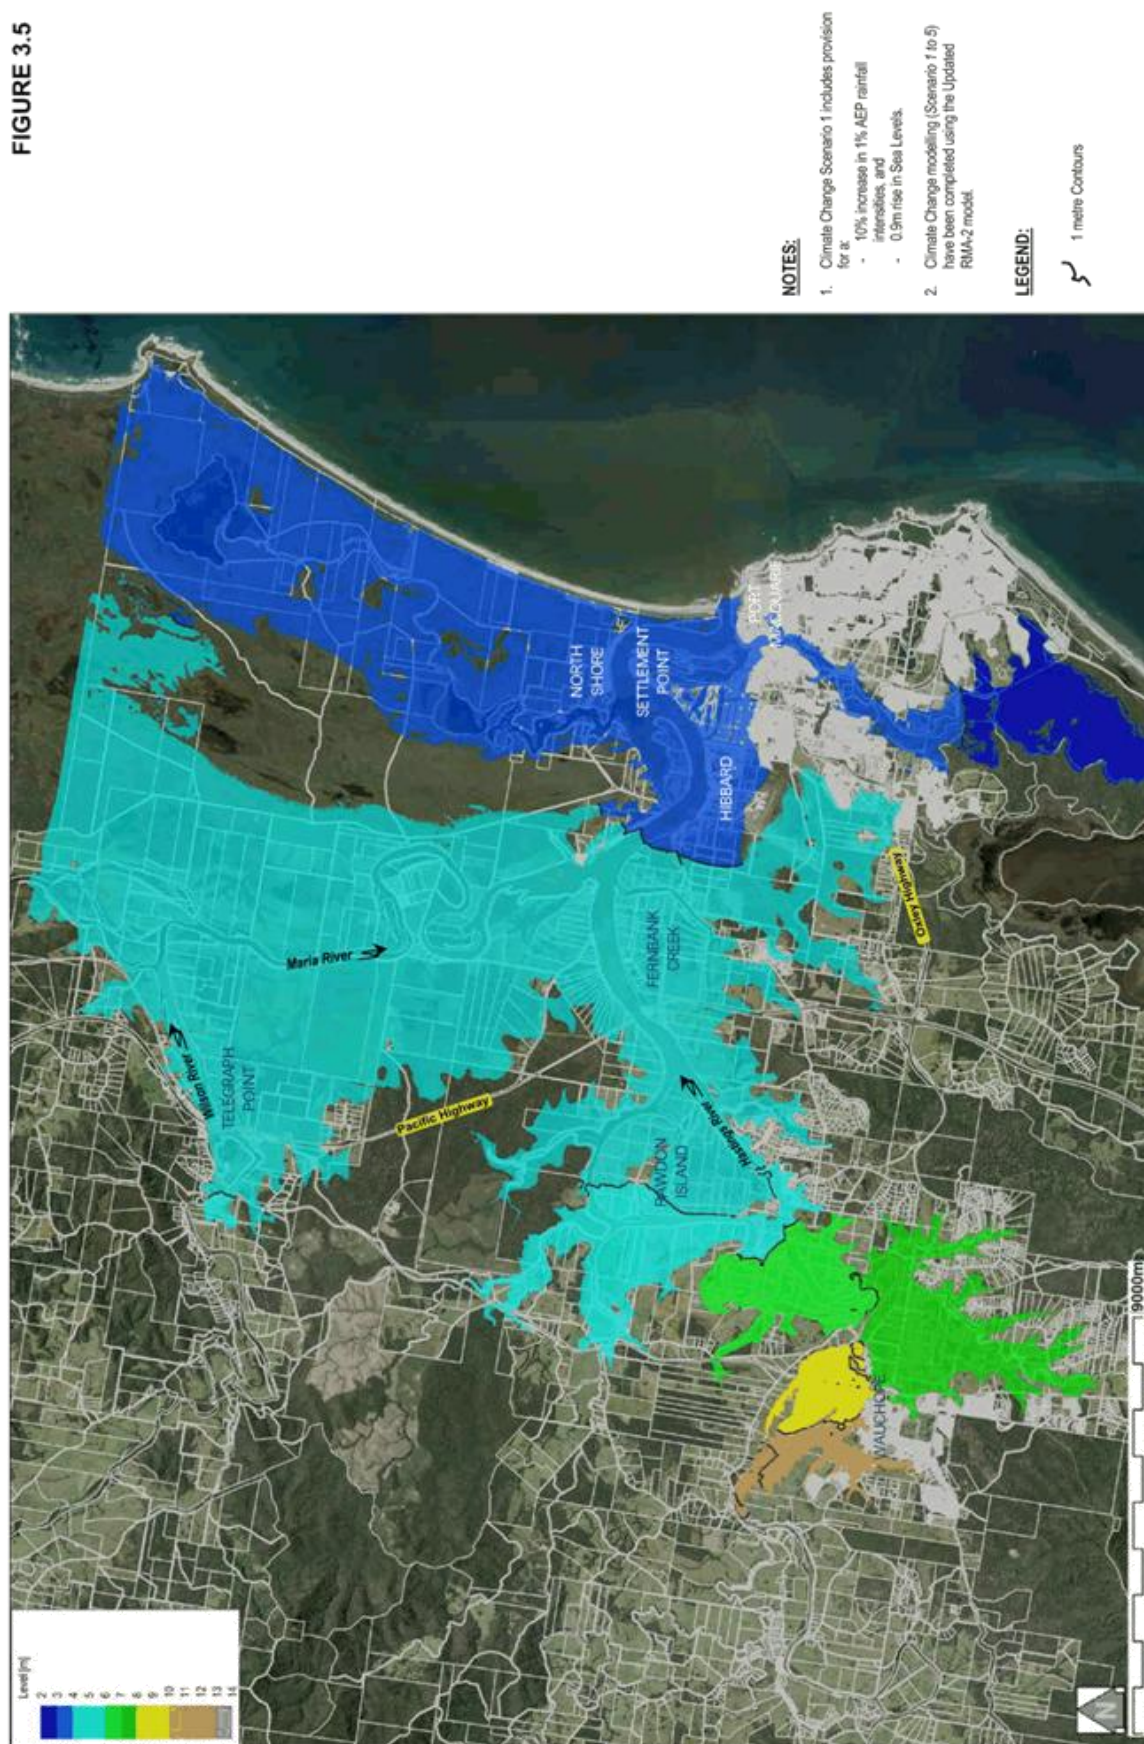 FIGURE 3.5
NOTES:
1. Climate Change Scenario 1 includes provision
for a:
- 10% increase in 1% AEP rainfall
intensities, and
- 0.9m rise in Sea Levels.
2. Climate Change modelling (Scenario 1 to 5)
have been completed using the Updated
RMA-2 model.
LEGEND:
1 metre Contours
NORTH
SHORE
SETTLEMENT
POINT
PORT
MACQUARIE
HIBBARD
Maria River
FERNBANK
CREEK
Oxley Highway
Wilson River
TELEGRAPH
POINT
Pacific Highway
Hastings River
RAWDON
ISLAND
WAUCHOPE
Level [m]
2
3
4
5
6
7
8
9
10
11
12
13
14
N